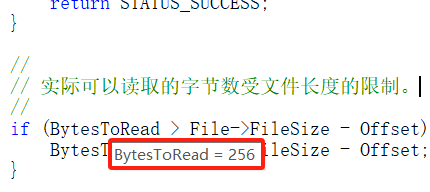 return STATUS_SUCCESS;
}
//
// 实际可以读取的字节数受文件长度的限制。
//
if (BytesToRead > File->FileSize - Offset)
BytesT
BytesToRead = 256
FileSize - Offset;
}